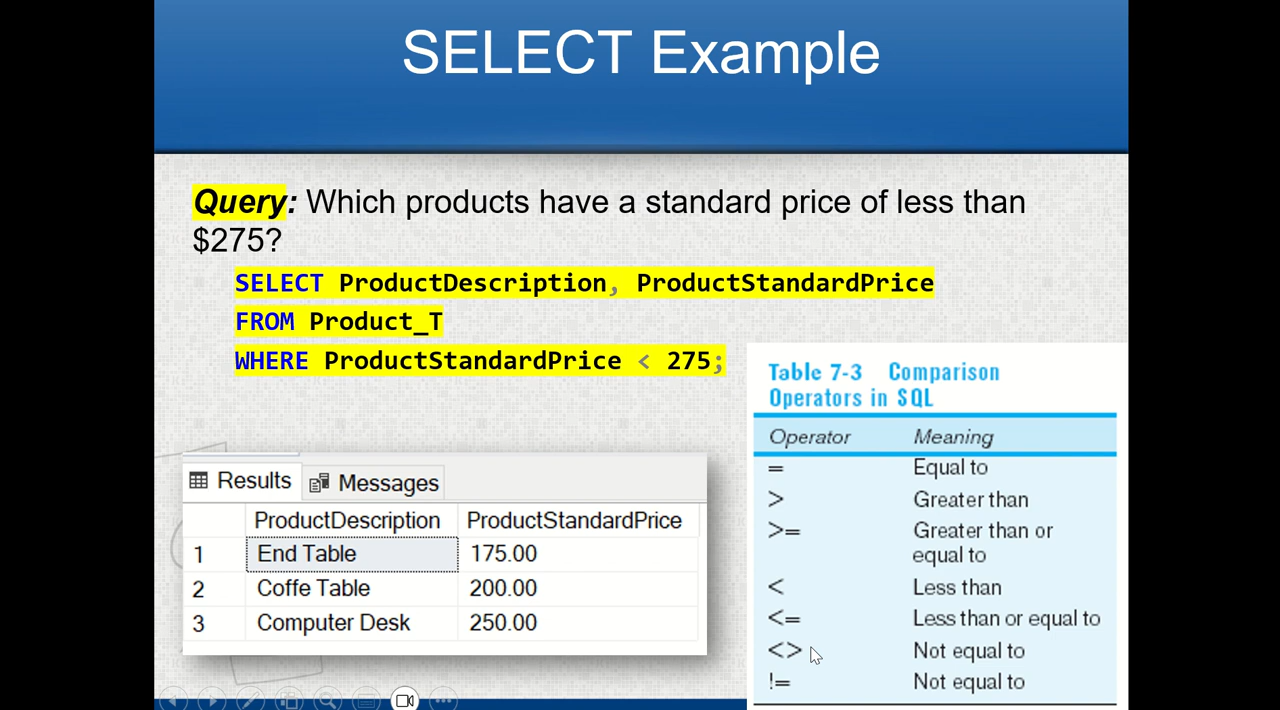 SELECT Example
Query: Which products have a standard price of less than
$275?
SELECT ProductDescription, ProductStandardPrice
FROM Product_T
WHERE ProductStandardPrice < 275;
Results Messages
ProductDescription ProductStandardPrice
1 End Table 175.00
2 Coffe Table 200.00
3 Computer Desk 250.00
Table 7-3 Comparison
Operators in SQL
Operator Meaning
= Equal to
> Greater than
>= Greater than or
equal to
< Less than
<= Less than or equal to
<> Not equal to
!= Not equal to